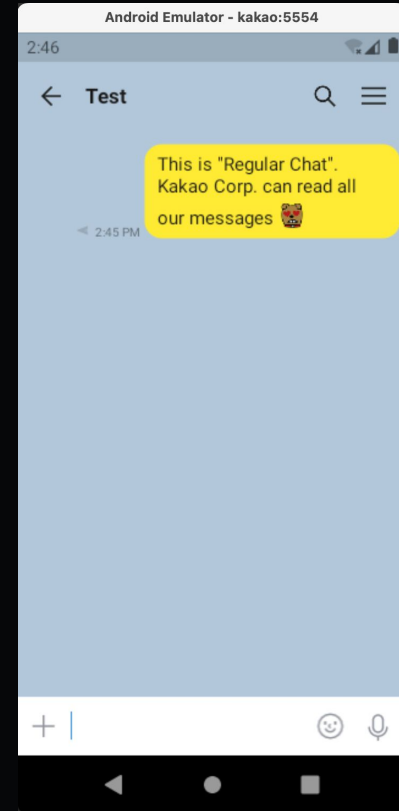 Android Emulator - kakao:5554
2:46
Test
This is "Regular Chat".
Kakao Corp. can read all
our messages
2:45 PM